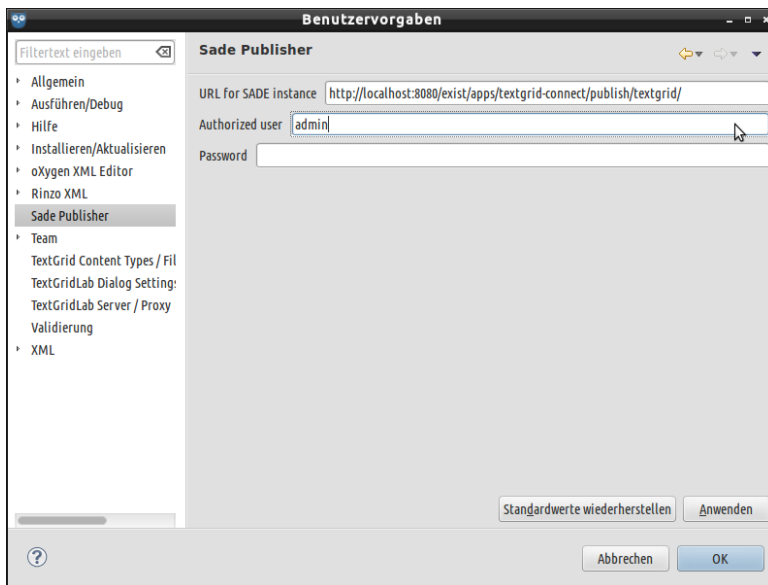 Benutzervorgaben
Filtertext eingeben
Allgemein
Ausführen/Debug
Hilfe
Installieren/Aktualisieren
oXygen XML Editor
Rinzo XML
Sade Publisher
Team
TextGrid Content Types / Fil
TextGridLab Dialog Settings
TextGridLab Server / Proxy
Validierung
XML
Sade Publisher
URL for SADE instance http://localhost:8080/exist/apps/textgrid-connect/publish/textgrid/
Authorized user admin
Password
Standardwerte wiederherstellen Anwenden
? Abbrechen OK